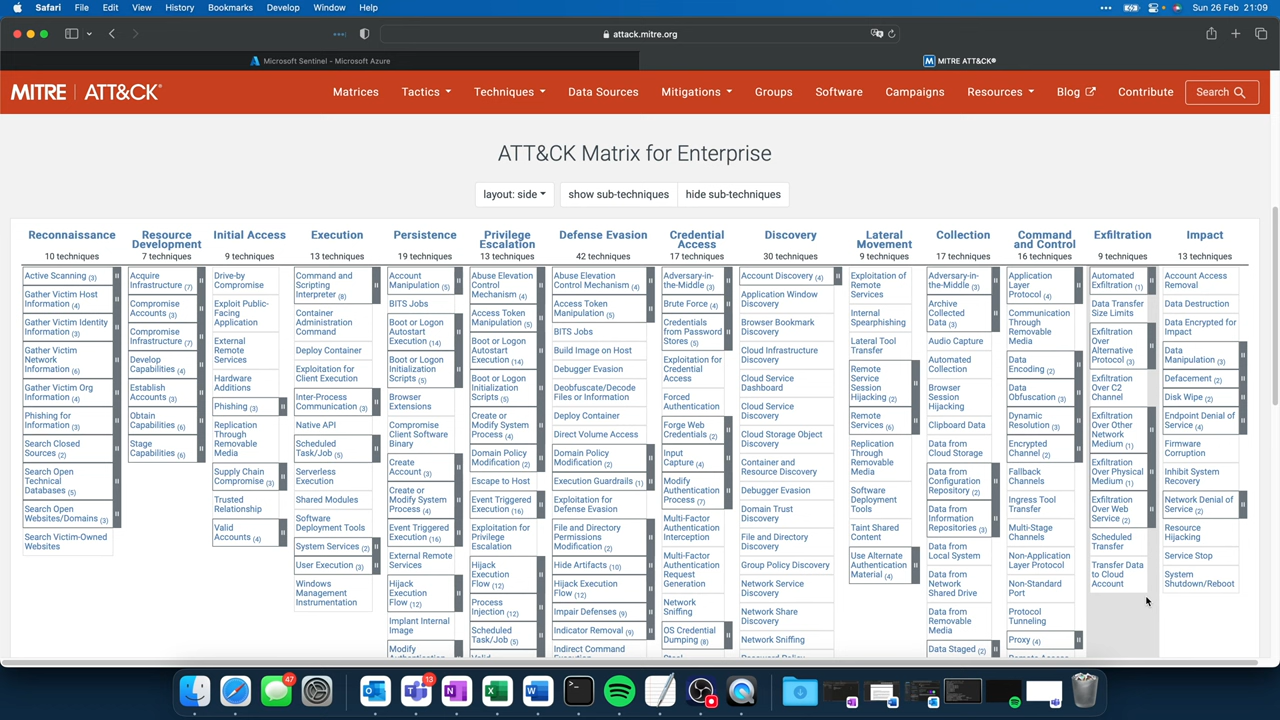 Safari File Edit View History Bookmarks Develop Window Help
Sun 26 Feb 21:09
attack.mitre.org
Microsoft Sentinel - Microsoft Azure
M MITRE ATT&CK®
MITRE | ATT&CK®
Matrices Tactics Techniques Data Sources Mitigations Groups Software Campaigns Resources Blog Contribute Search
ATT&CK Matrix for Enterprise
layout: side show sub-techniques hide sub-techniques
Reconnaissance
10 techniques
Active Scanning (3)
Gather Victim Host
Information (4)
Gather Victim Identity
Information (3)
Gather Victim
Network
Information (6)
Gather Victim Org
Information (4)
Phishing for
Information (3)
Search Closed
Sources (2)
Search Open
Technical
Databases (5)
Search Open
Websites/Domains (3)
Search Victim-Owned
Websites
Resource
Development
7 techniques
Acquire
Infrastructure (7)
Compromise
Accounts (3)
Compromise
Infrastructure (7)
Develop
Capabilities (4)
Establish
Accounts (3)
Obtain
Capabilities (6)
Stage
Capabilities (6)
Initial Access
9 techniques
Drive-by
Compromise
Exploit Public-
Facing
Application
External
Remote
Services
Hardware
Additions
Phishing (3)
Replication
Through
Removable
Media
Supply Chain
Compromise (3)
Trusted
Relationship
Valid
Accounts (4)
Execution
13 techniques
Command and
Scripting
Interpreter (8)
Container
Administration
Command
Deploy Container
Exploitation for
Client Execution
Inter-Process
Communication (3)
Native API
Scheduled
Task/Job (5)
Serverless
Execution
Shared Modules
Software
Deployment Tools
System Services (2)
User Execution (3)
Windows
Management
Instrumentation
Persistence
19 techniques
Account
Manipulation (5)
BITS Jobs
Boot or Logon
Autostart
Execution (14)
Boot or Logon
Initialization
Scripts (5)
Browser
Extensions
Compromise
Client Software
Binary
Create
Account (3)
Create or
Modify System
Process (4)
Event Triggered
Execution (16)
External Remote
Services
Hijack
Execution
Flow (12)
Implant Internal
Image
Modify
Privilege
Escalation
13 techniques
Abuse Elevation
Control
Mechanism (4)
Access Token
Manipulation (5)
Boot or Logon
Autostart
Execution (14)
Boot or Logon
Initialization
Scripts (5)
Create or
Modify System
Process (4)
Domain Policy
Modification (2)
Escape to Host
Event Triggered
Execution (16)
Exploitation for
Privilege
Escalation
Hijack
Execution
Flow (12)
Process
Injection (12)
Scheduled
Task/Job (5)
Defense Evasion
42 techniques
Abuse Elevation
Control Mechanism (4)
Access Token
Manipulation (5)
BITS Jobs
Build Image on Host
Debugger Evasion
Deobfuscate/Decode
Files or Information
Deploy Container
Direct Volume Access
Domain Policy
Modification (2)
Execution Guardrails (1)
Exploitation for
Defense Evasion
File and Directory
Permissions
Modification (2)
Hide Artifacts (10)
Hijack Execution
Flow (12)
Impair Defenses (9)
Indicator Removal (9)
Indirect Command
Credential
Access
17 techniques
Adversary-in-
the-Middle (3)
Brute Force (4)
Credentials
from Password
Stores (5)
Exploitation for
Credential
Access
Forced
Authentication
Forge Web
Credentials (2)
Input
Capture (4)
Modify
Authentication
Process (7)
Multi-Factor
Authentication
Interception
Multi-Factor
Authentication
Request
Generation
Network
Sniffing
OS Credential
Dumping (8)
Discovery
30 techniques
Account Discovery (4)
Application Window
Discovery
Browser Bookmark
Discovery
Cloud Infrastructure
Discovery
Cloud Service
Dashboard
Cloud Service
Discovery
Cloud Storage Object
Discovery
Container and
Resource Discovery
Debugger Evasion
Domain Trust
Discovery
File and Directory
Discovery
Group Policy Discovery
Network Service
Discovery
Network Share
Discovery
Network Sniffing
Lateral
Movement
9 techniques
Exploitation of
Remote
Services
Internal
Spearphishing
Lateral Tool
Transfer
Remote
Service
Session
Hijacking (2)
Remote
Services (6)
Replication
Through
Removable
Media
Software
Deployment
Tools
Taint Shared
Content
Use Alternate
Authentication
Material (4)
Collection
17 techniques
Adversary-in-
the-Middle (3)
Archive
Collected
Data (3)
Audio Capture
Automated
Collection
Browser
Session
Hijacking
Clipboard Data
Data from
Cloud Storage
Data from
Configuration
Repository (2)
Data from
Information
Repositories (3)
Data from
Local System
Data from
Network
Shared Drive
Data from
Removable
Media
Data Staged (2)
Command
and Control
16 techniques
Application
Layer
Protocol (4)
Communication
Through
Removable
Media
Data
Encoding (2)
Data
Obfuscation (3)
Dynamic
Resolution (3)
Encrypted
Channel (2)
Fallback
Channels
Ingress Tool
Transfer
Multi-Stage
Channels
Non-Application
Layer Protocol
Non-Standard
Port
Protocol
Tunneling
Proxy (4)
Exfiltration
9 techniques
Automated
Exfiltration (1)
Data Transfer
Size Limits
Exfiltration
Over
Alternative
Protocol (3)
Exfiltration
Over C2
Channel
Exfiltration
Over Other
Network
Medium (1)
Exfiltration
Over Physical
Medium (1)
Exfiltration
Over Web
Service (2)
Scheduled
Transfer
Transfer Data
to Cloud
Account
Impact
13 techniques
Account Access
Removal
Data Destruction
Data Encrypted for
Impact
Data
Manipulation (3)
Defacement (2)
Disk Wipe (2)
Endpoint Denial of
Service (4)
Firmware
Corruption
Inhibit System
Recovery
Network Denial of
Service (2)
Resource
Hijacking
Service Stop
System
Shutdown/Reboot
47
13